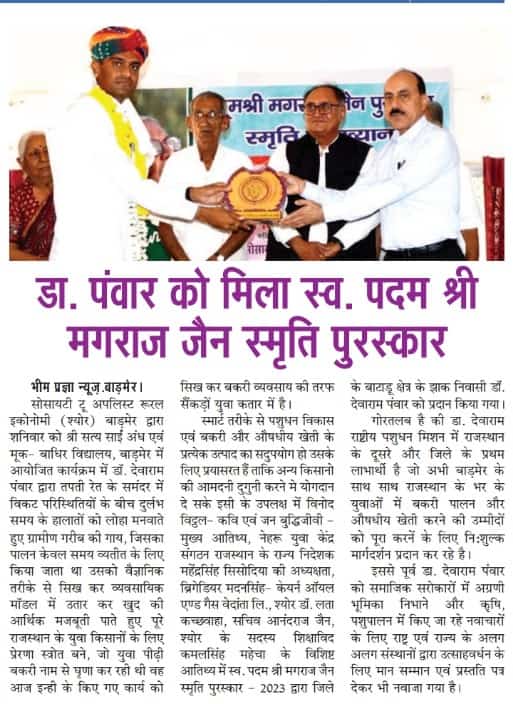 पद्मश्री मगराज जैन पु
स्मृति व्याख्यान
डा. पंवार को मिला स्व. पदम श्री
मगराज जैन स्मृति पुरस्कार
भीम प्रज्ञा न्यूज.बाड़मेर।
सोसायटी टू अपलिस्ट रूरल
इकोनोमी (श्योर) बाड़मेर द्वारा
शनिवार को श्री सत्य साईं अंध एवं
मूक- बाधिर विद्यालय, बाड़मेर में
आयोजित कार्यक्रम में डॉ. देवाराम
पंवार द्वारा तपती रेत के समंदर में
विकट परिस्थितियों के बीच दुर्लभ
समय के हालातों को लोहा मनवाते
हुए ग्रामीण गरीब की गाय, जिसका
पालन केवल समय व्यतीत के लिए
किया जाता था उसको वैज्ञानिक
तरीके से सिख कर व्यवसायिक
मॉडल में उतार कर खुद की
आर्थिक मजबूती पाते हुए पूरे
राजस्थान के युवा किसानों के लिए
प्रेरणा स्त्रोत बने, जो युवा पीढ़ी
बकरी नाम से घृणा कर रही थी वह
आज इन्ही के किए गए कार्य को
सिख कर बकरी व्यवसाय की तरफ
सैंकड़ों युवा कतार में है।
स्मार्ट तरीके से पशुधन विकास
एवं बकरी और औषधीय खेती के
प्रत्येक उत्पाद का सदुपयोग हो उसके
लिए प्रयासरत हैं ताकि अन्य किसानो
की आमदनी दुगुनी करने मे योगदान
दे सके इसी के उपलक्ष में विनोद
विट्ठल- कवि एवं जन बुद्धिजीवी -
मुख्य आतिथ्य, नेहरू युवा केंद्र
संगठन राजस्थान के राज्य निदेशक
महेंद्रसिंह सिसोदिया की अध्यक्षता,
ब्रिगेडियर मदनसिंह- केयर्न ऑयल
एण्ड गैस वेदांता लि., श्योर डॉ. लता
कच्छवाहा, सचिव आनंदराज जैन,
श्योर के सदस्य शिक्षाविद
कमलसिंह महेचा के विशिष्ट
आतिथ्य में स्व. पदम श्री मगराज जैन
स्मृति पुरस्कार - 2023 द्वारा जिले
के बाटाडू क्षेत्र के झाक निवासी डॉ.
देवाराम पंवार को प्रदान किया गया।
गोरतलब है की डा. देवाराम
राष्ट्रीय पशुधन मिशन में राजस्थान
के दूसरे और जिले के प्रथम
लाभार्थी है जो अभी बाड़मेर के
साथ साथ राजस्थान के भर के
युवाओं में बकरी पालन और
औषधीय खेती करने की उम्मीदों
को पूरा करनें के लिए नि:शुल्क
मार्गदर्शन प्रदान कर रहे है।
इससे पूर्व डा. देवाराम पंवार
को समाजिक सरोकारों में अग्रणी
भूमिका निभाने और कृषि,
पशुपालन में किए जा रहे नवाचारों
के लिए राष्ट्र एवं राज्य के अलग
अलग संस्थानों द्वारा उत्साहवर्धन के
लिए मान सम्मान एवं प्रस्तति पत्र
देकर भी नवाजा गया है।